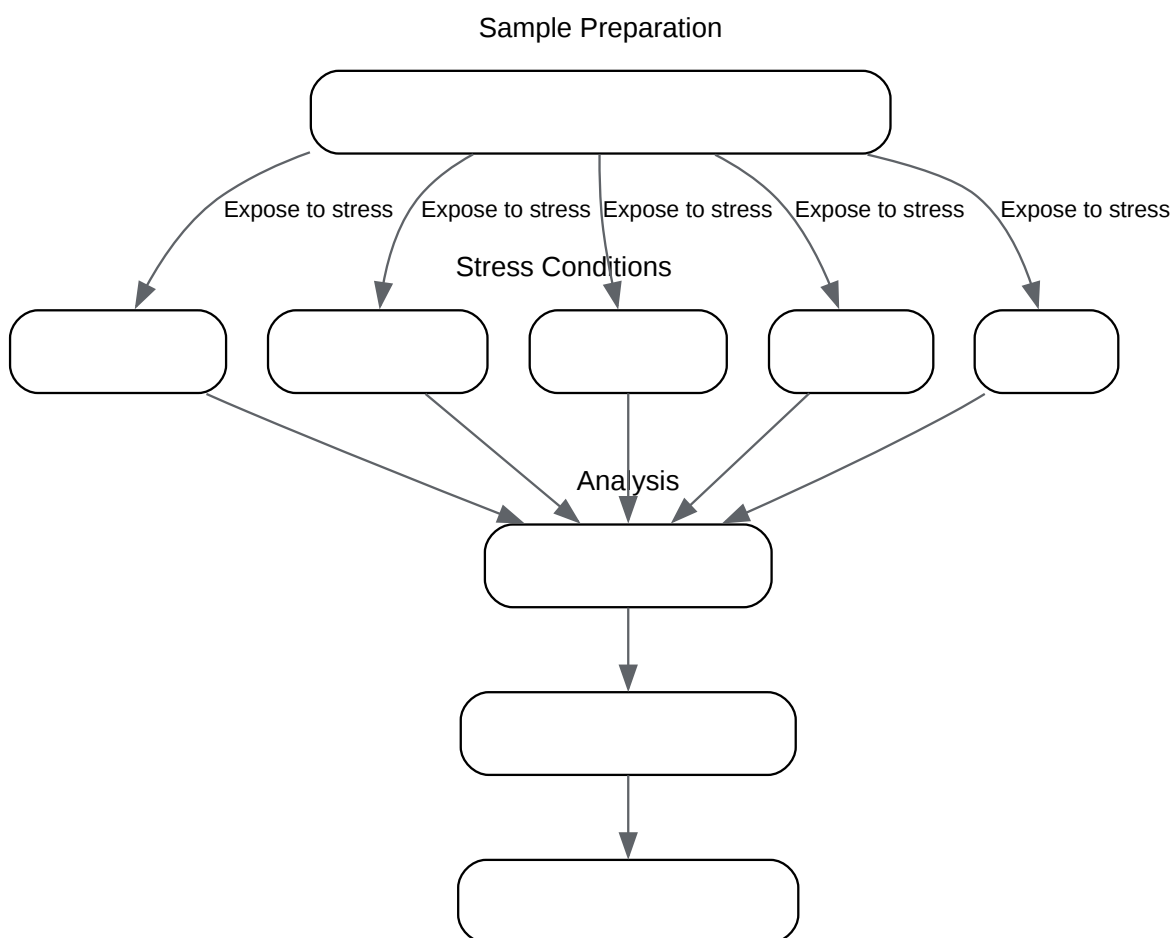 Sample Preparation
Expose to stress
Expose to stress
Expose to stress
Expose to stress
Expose to stress
Stress Conditions
Analysis